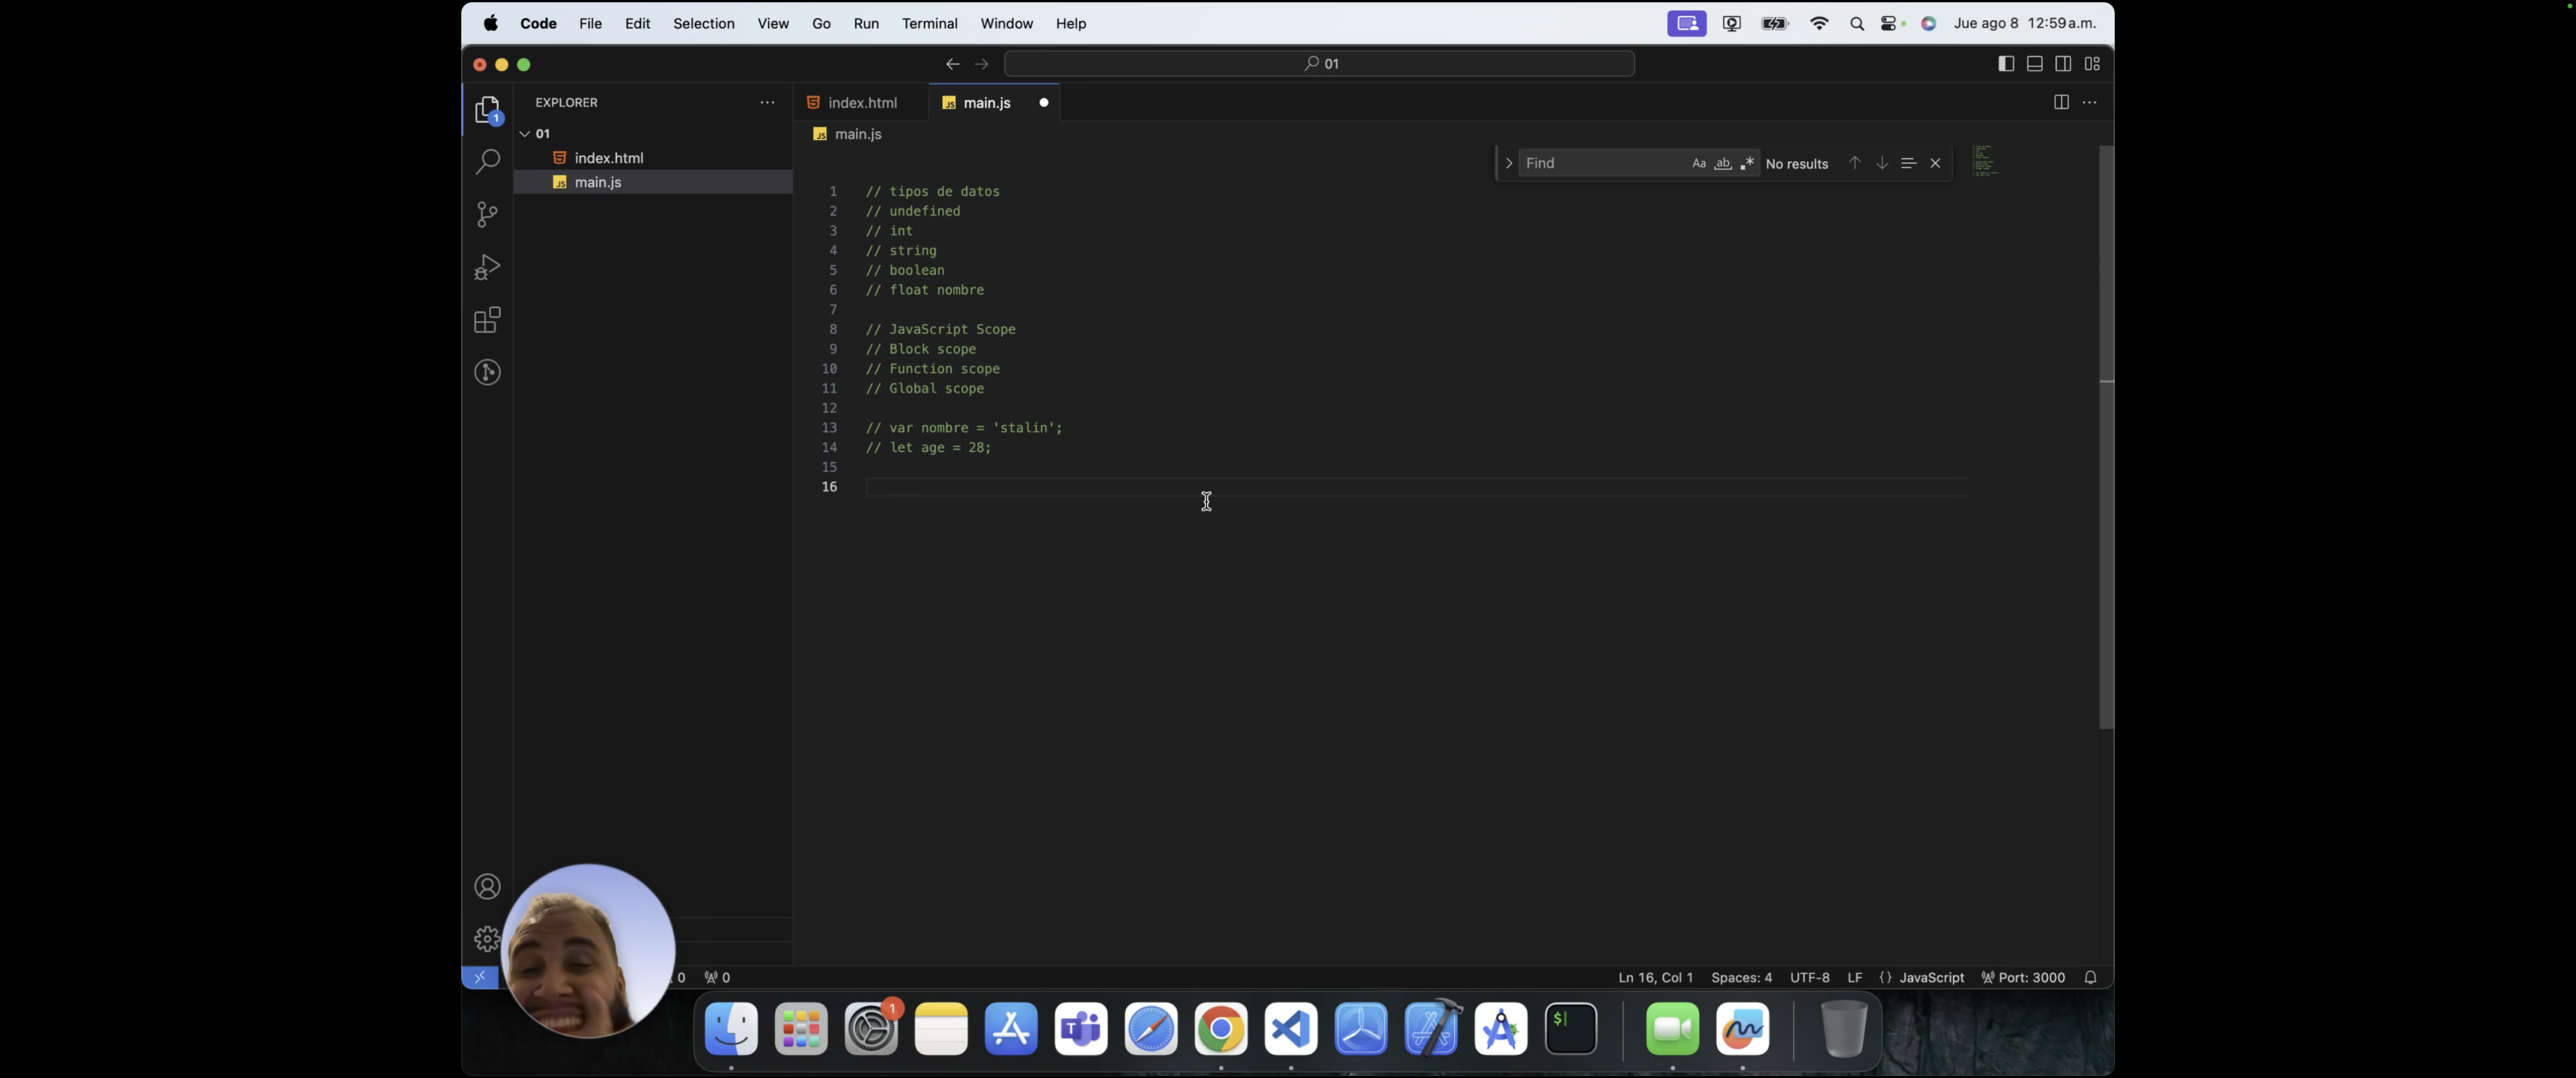 Code File Edit Selection View Go Run Terminal Window Help Jue ago 8 12:59 a.m.
01
EXPLORER
index.html main.js
01
main.js
index.html
main.js
Find Aa ab No results
1 // tipos de datos
2 // undefined
3 // int
4 // string
5 // boolean
6 // float nombre
7
8 // JavaScript Scope
9 // Block scope
10 // Function scope
11 // Global scope
12
13 // var nombre = 'stalin';
14 // let age = 28;
15
16
0 0 Ln 16, Col 1 Spaces: 4 UTF-8 LF {} JavaScript Port: 3000
1
1
T
$